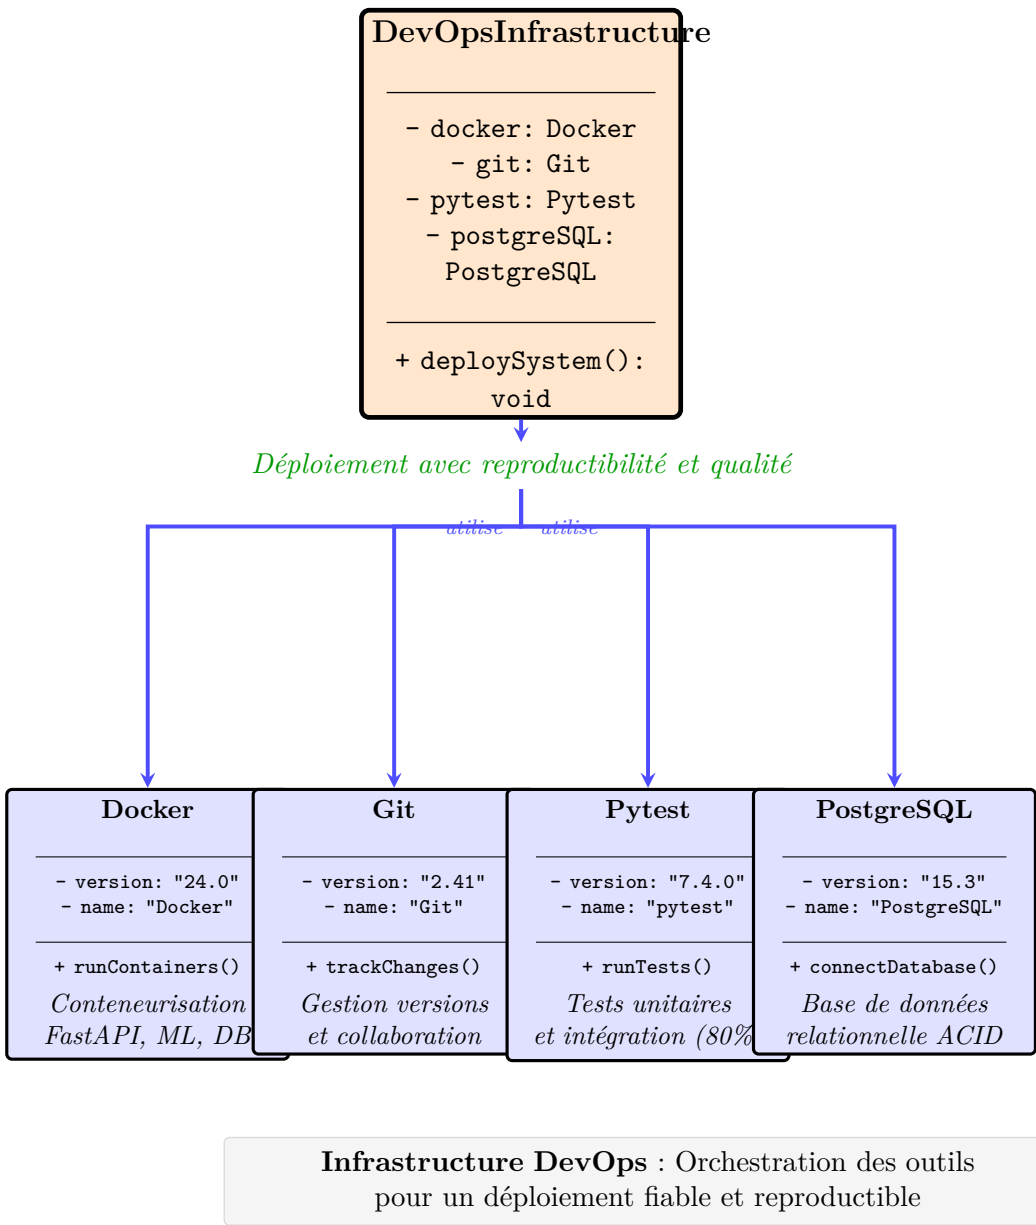 DevOpsInfrastructure
- docker: Docker
- git: Git
- pytest: Pytest
- postgreSQL:
PostgreSQL
+ deploySystem():
void
Déploiement avec reproductibilité et qualité
utilise utilise
Docker
- version: "24.0"
- name: "Docker"
+ runContainers()
Conteneurisation
FastAPI, ML, DB
Git
- version: "2.41"
- name: "Git"
+ trackChanges()
Gestion versions
et collaboration
Pytest
- version: "7.4.0"
- name: "pytest"
+ runTests()
Tests unitaires
et intégration (80%
PostgreSQL
- version: "15.3"
- name: "PostgreSQL"
+ connectDatabase()
Base de données
relationnelle ACID
Infrastructure DevOps : Orchestration des outils
pour un déploiement fiable et reproductible